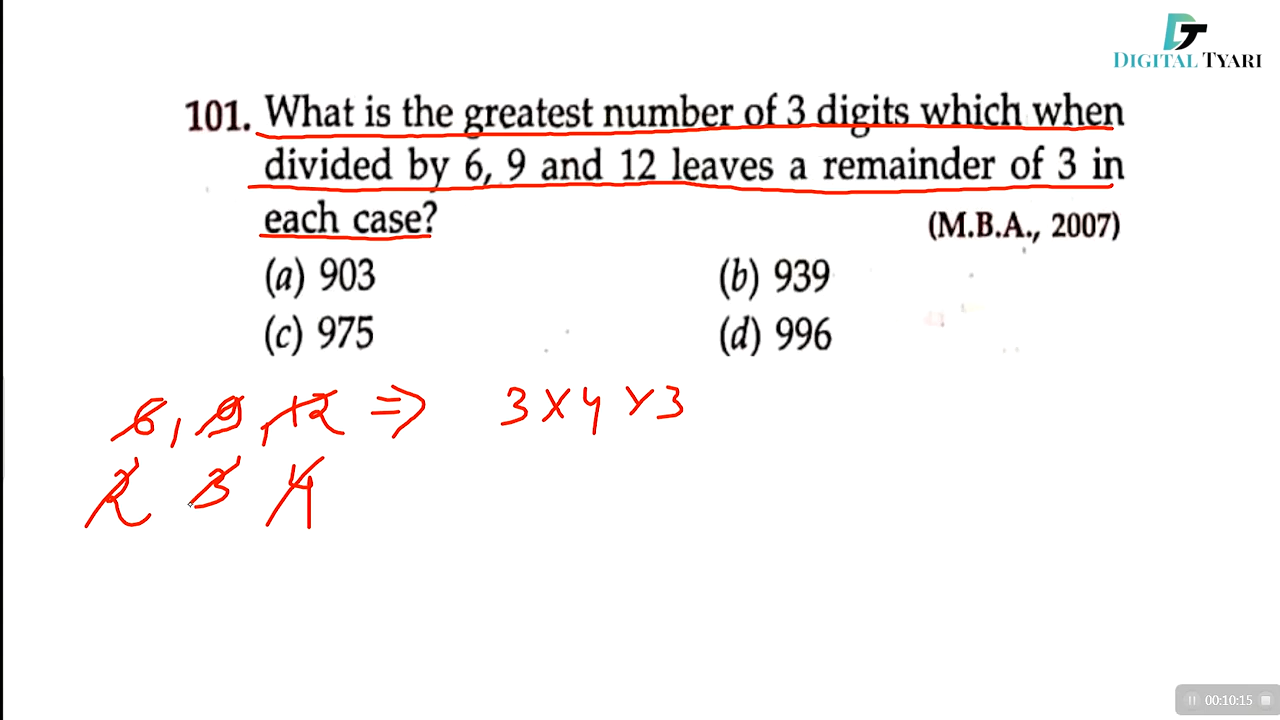 DIGITAL TYARI
101. What is the greatest number of 3 digits which when
divided by 6, 9 and 12 leaves a remainder of 3 in
each case?
(M.B.A., 2007)
(a) 903
(b) 939
(c) 975
(d) 996
6, 9, 12 ⇒ 3 × 4 × 3
2 3 4
00:10:15